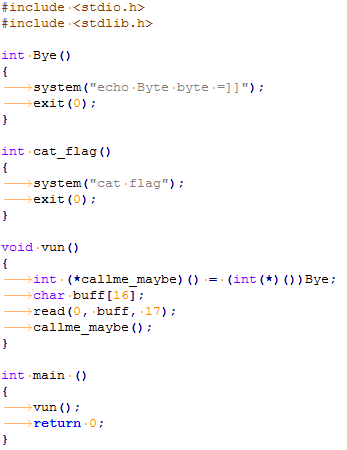 #include <stdio.h>
#include <stdlib.h>

int Bye()
{
	system("echo Byte byte =]]");
	exit(0);
}

int cat_flag()
{
	system("cat flag");
	exit(0);
}

void vun()
{
	int (*callme_maybe)() = (int(*)())Bye;
	char buff[16];
	read(0, buff, 17);
	callme_maybe();
}

int main ()
{
	vun();
	return 0;
}